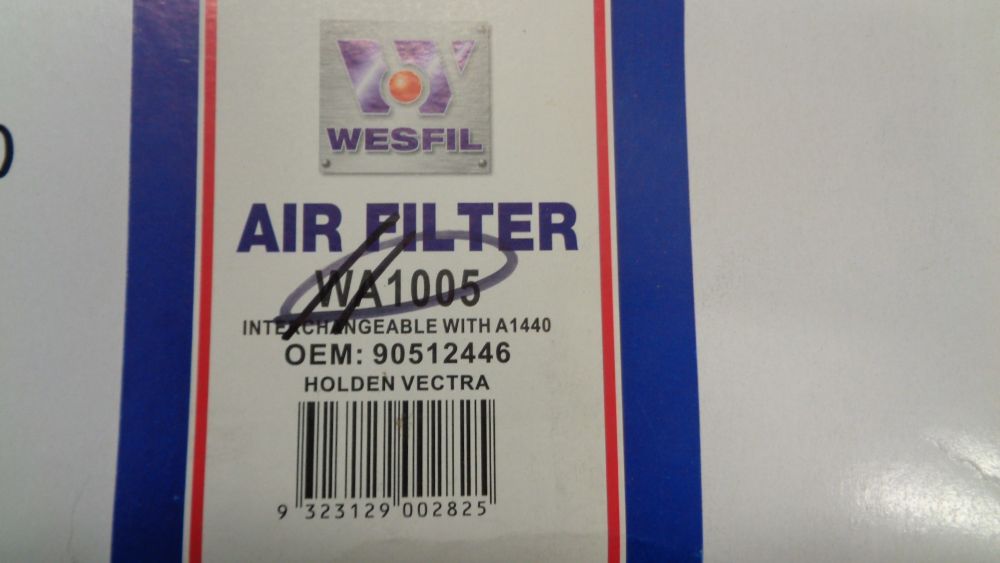 WESFIL
AIR FILTER
WA1005
INTERCHANGEABLE WITH A1440
OEM: 90512446
HOLDEN VECTRA
9 323129 002825